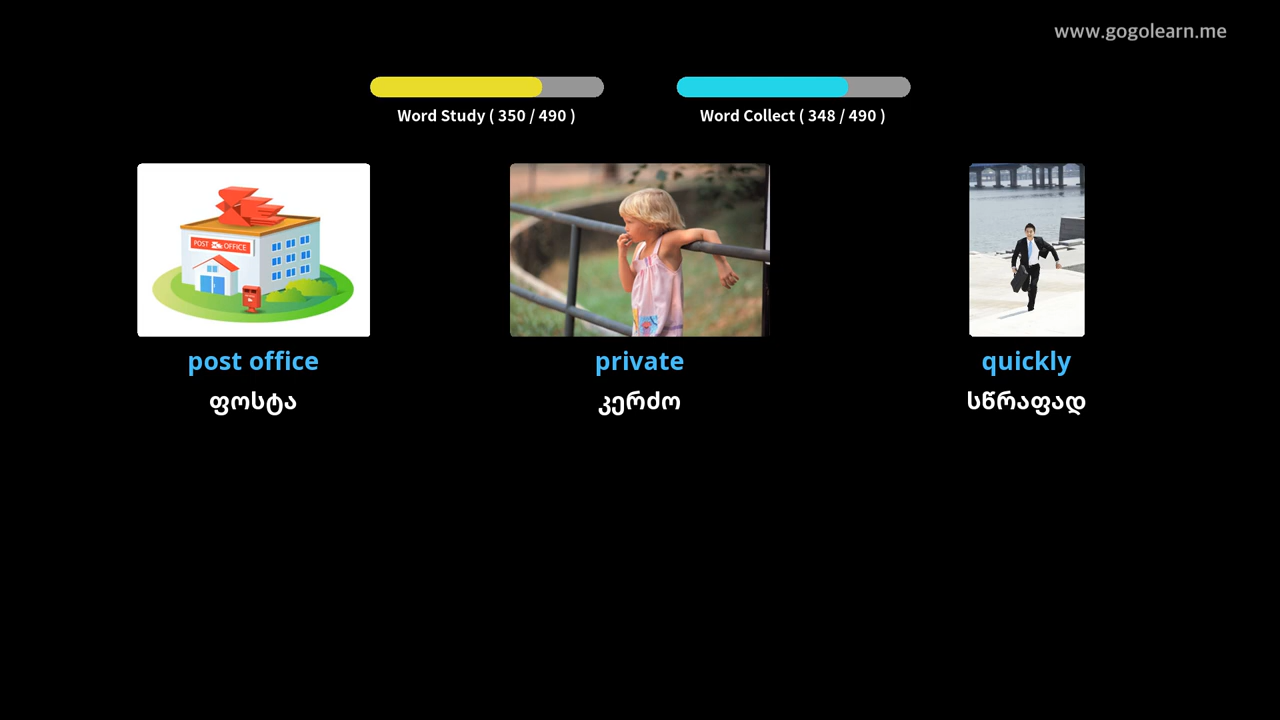 www.gogolearn.me
Word Study ( 350 / 490 )
Word Collect ( 348 / 490 )
POST OFFICE
post office
private
quickly
ფოსტა
კერძო
სწრაფად